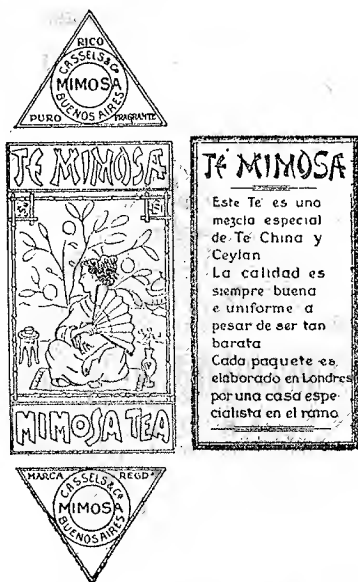 RICO
CASSELS & Co
MIMOSA
BUENOS AIRES
PURO FRAGRANTE
TÉ MIMOSA
MIMOSA TEA
MARCA REGDA
CASSELS & Co
MIMOSA
BUENOS AIRES
TÉ MIMOSA
Este Té es una
mezcla especial
de Té China y
Ceylan
La calidad es
siempre buena
e uniforme a
pesar de ser tan
barata
Cada paquete es
elaborado en Londres
por una casa espe-
cialista en el ramo